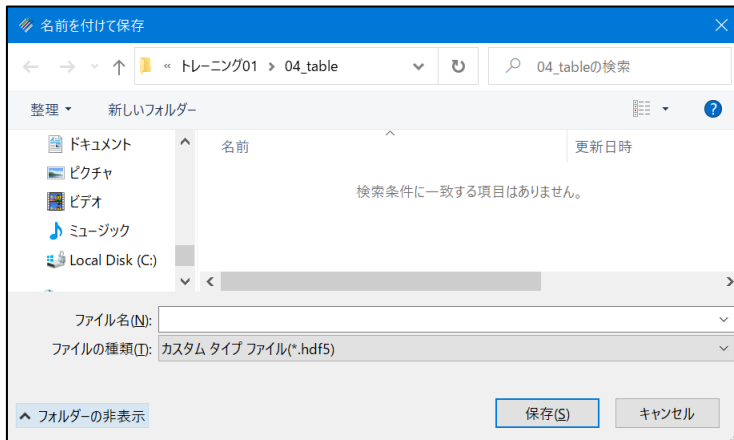 名前を付けて保存
« トレーニング01 › 04_table
04_tableの検索
整理
新しいフォルダー
ドキュメント
ピクチャ
ビデオ
ミュージック
Local Disk (C:)
名前
更新日時
検索条件に一致する項目はありません。
ファイル名(N):
ファイルの種類(T): カスタム タイプ ファイル(*.hdf5)
フォルダーの非表示
保存(S)
キャンセル